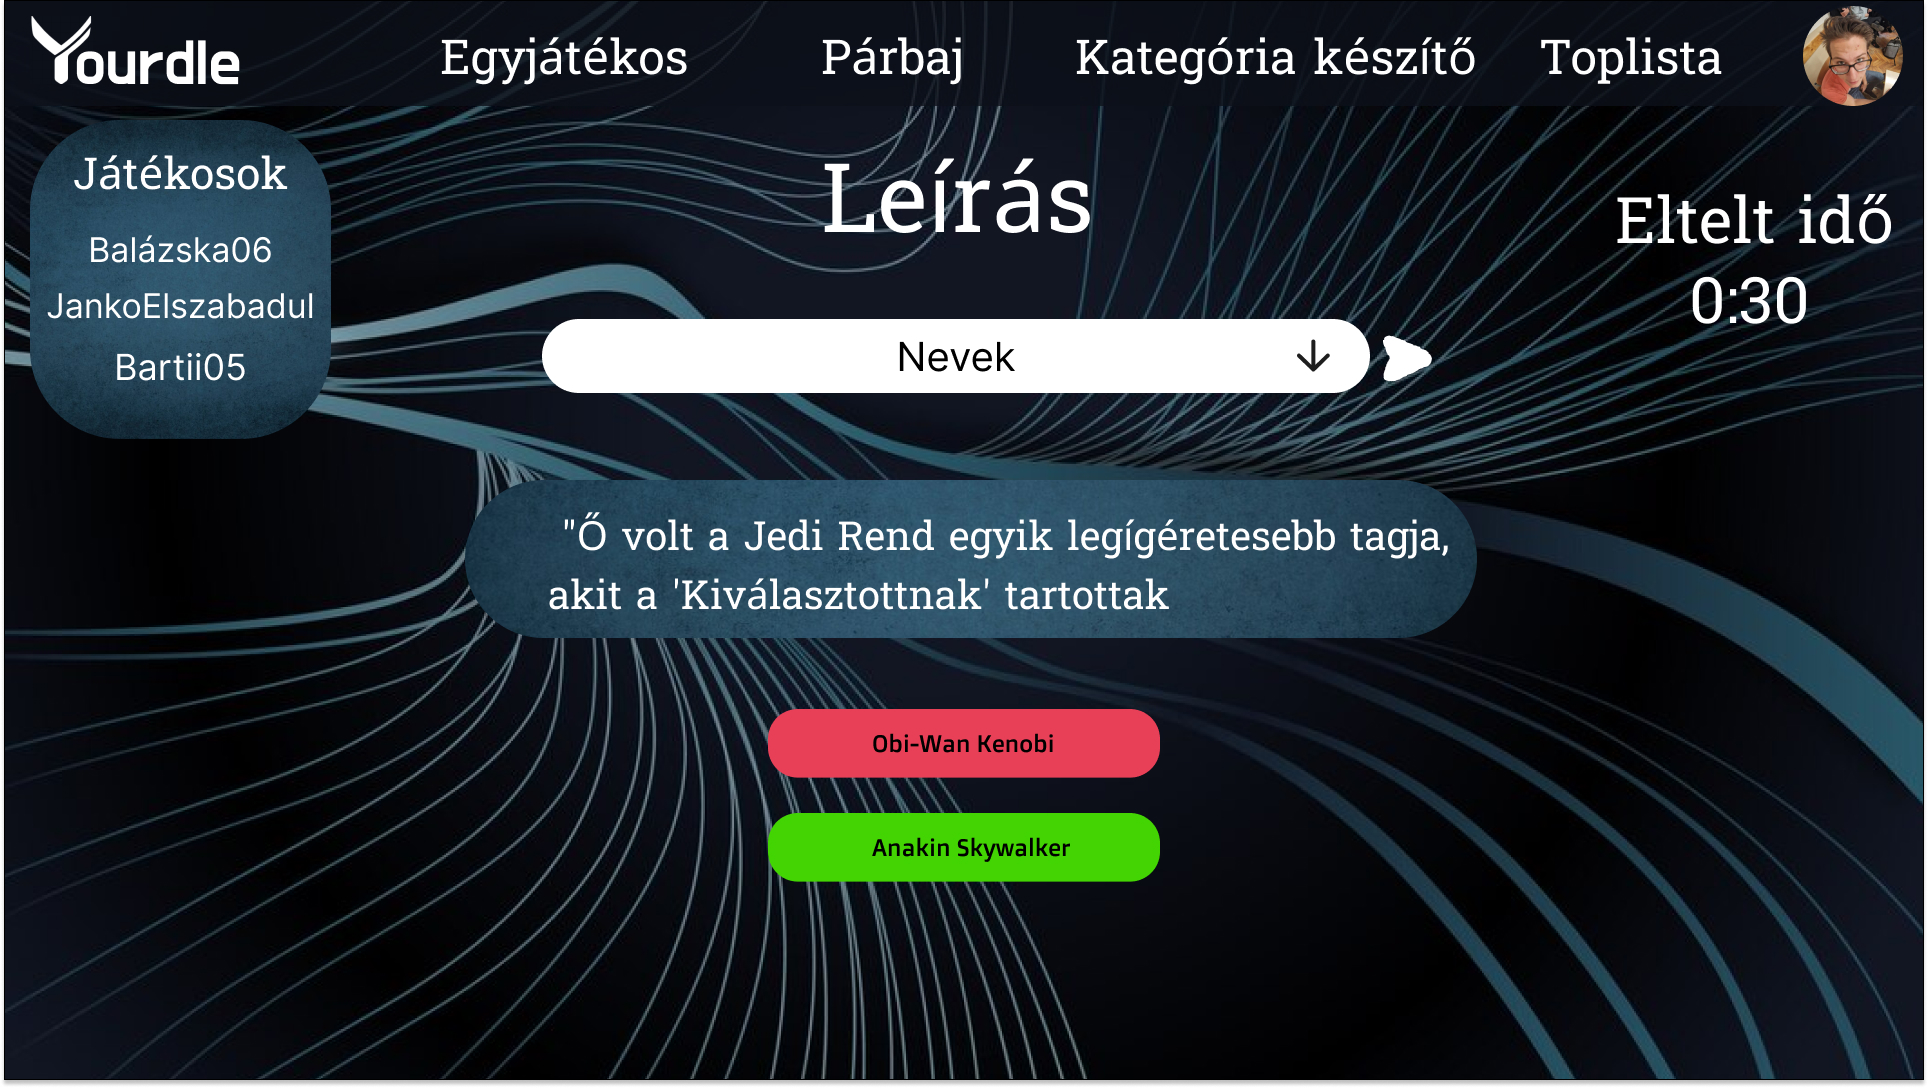 Yourdle
Egyjátékos
Párbaj
Kategória készítő
Toplista
Játékosok
Balázska06
JankoElszabadul
Bartii05
Leírás
Eltelt idő
0:30
Nevek
"Ő volt a Jedi Rend egyik legígéretesebb tagja,
akit a 'Kiválasztottnak' tartottak
Obi-Wan Kenobi
Anakin Skywalker